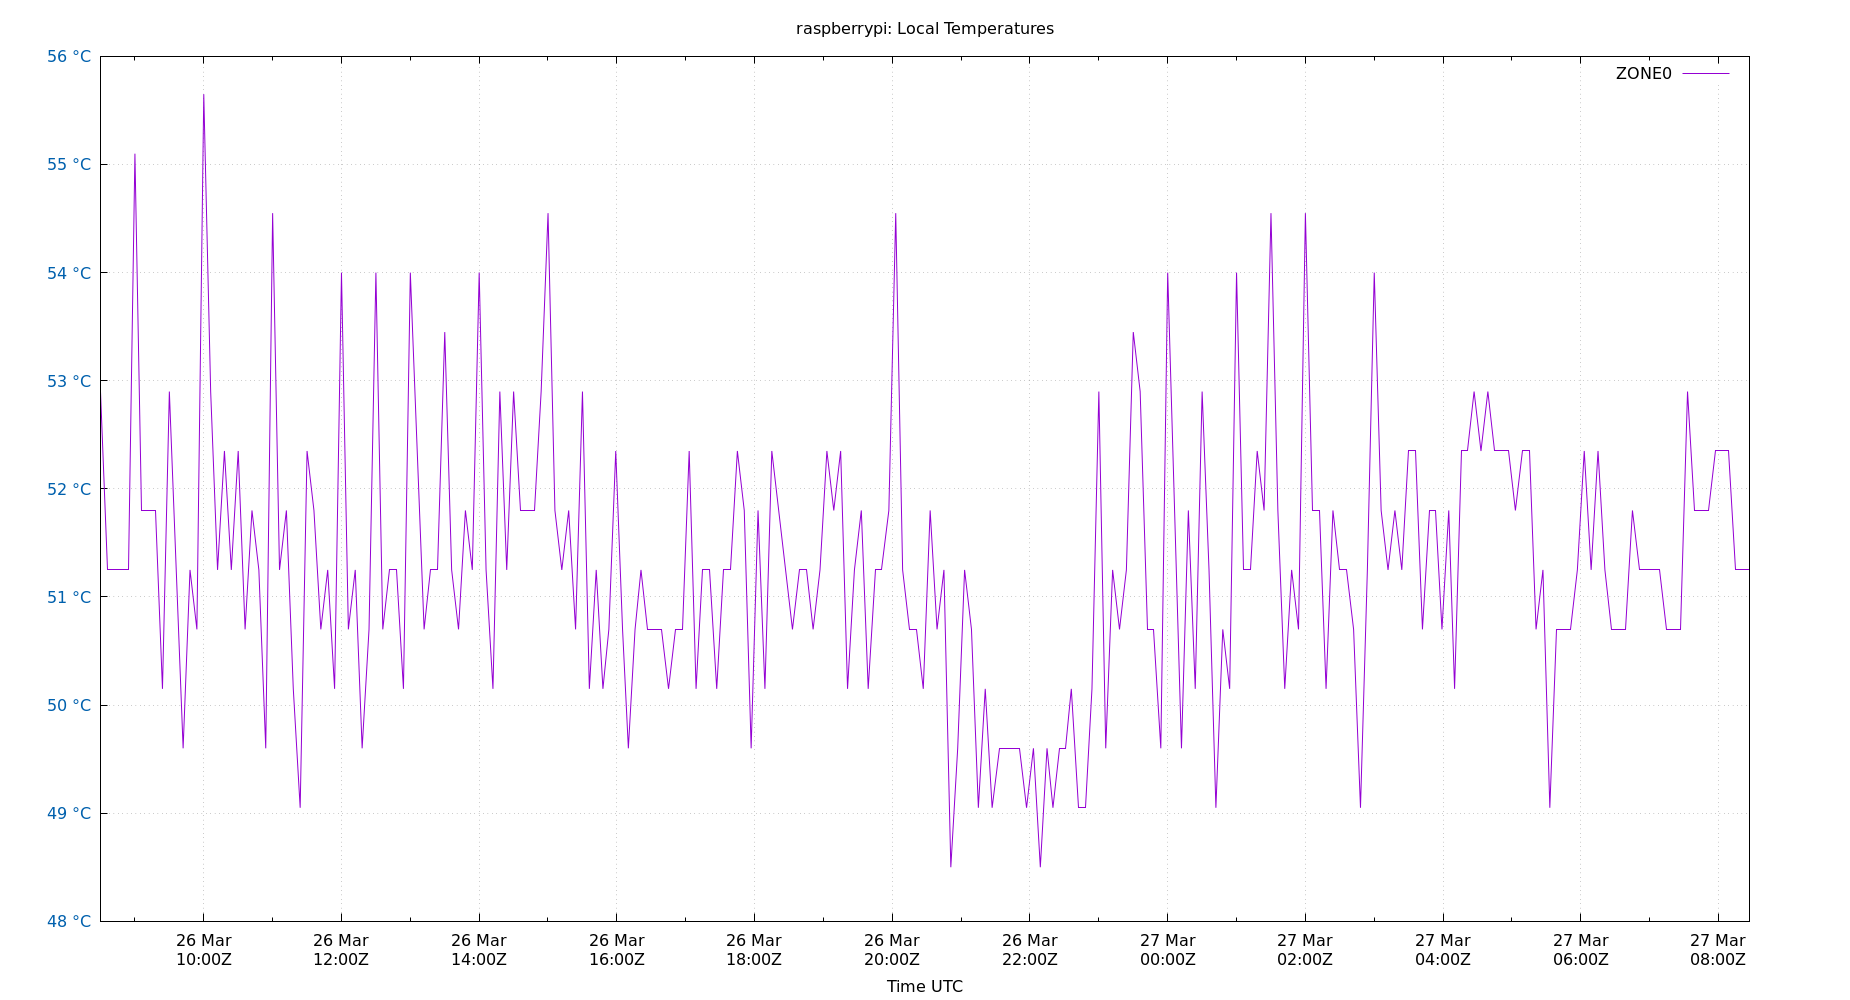 raspberrypi: Local Temperatures
56 °C
ZONE0
55 °C
54 °C
53 °C
52 °C
51 °C
50 °C
49 °C
48 °C
26 Mar 26 Mar 26 Mar 26 Mar 26 Mar 26 Mar 26 Mar 27 Mar 27 Mar 27 Mar 27 Mar 27 Mar
10:00Z 12:00Z 14:00Z 16:00Z 18:00Z 20:00Z 22:00Z 00:00Z 02:00Z 04:00Z 06:00Z 08:00Z
Time UTC